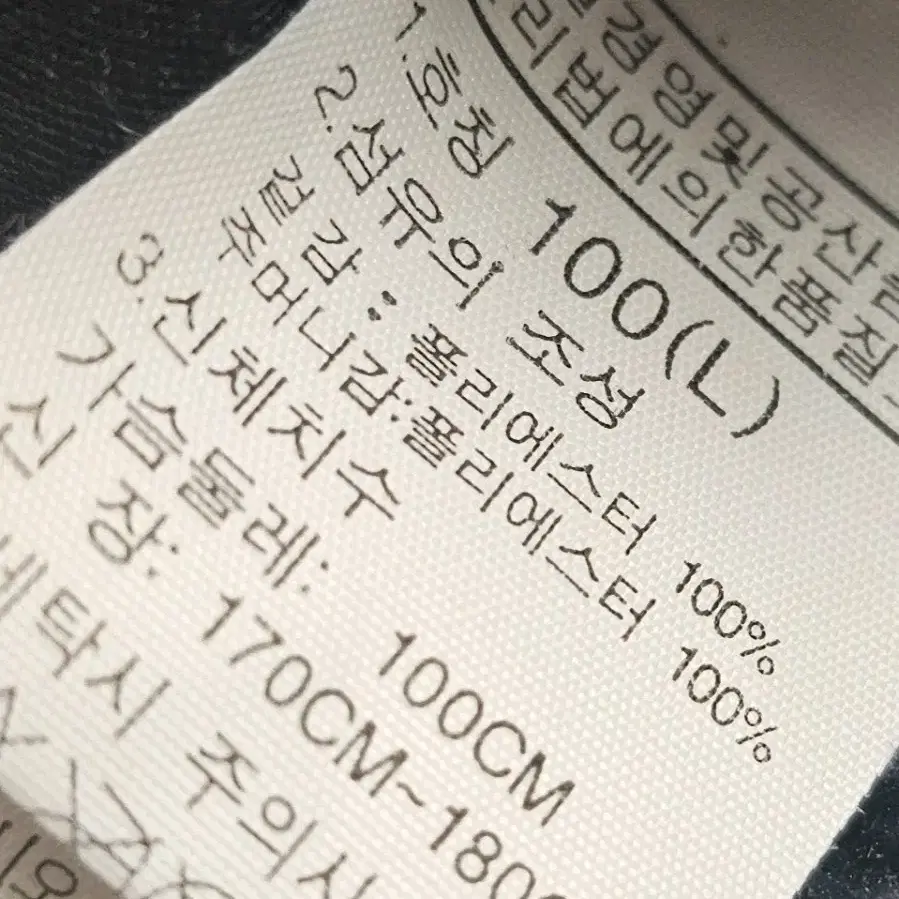 경영 및 공산품
리법에 의한 품질
1.호칭 100(L)
2.섬유의 조성
겉감: 폴리에스터 100%
주머니감:폴리에스터 100%
3.신체치수
가슴둘레: 100CM
신 장: 170CM~180
세탁시 주의사